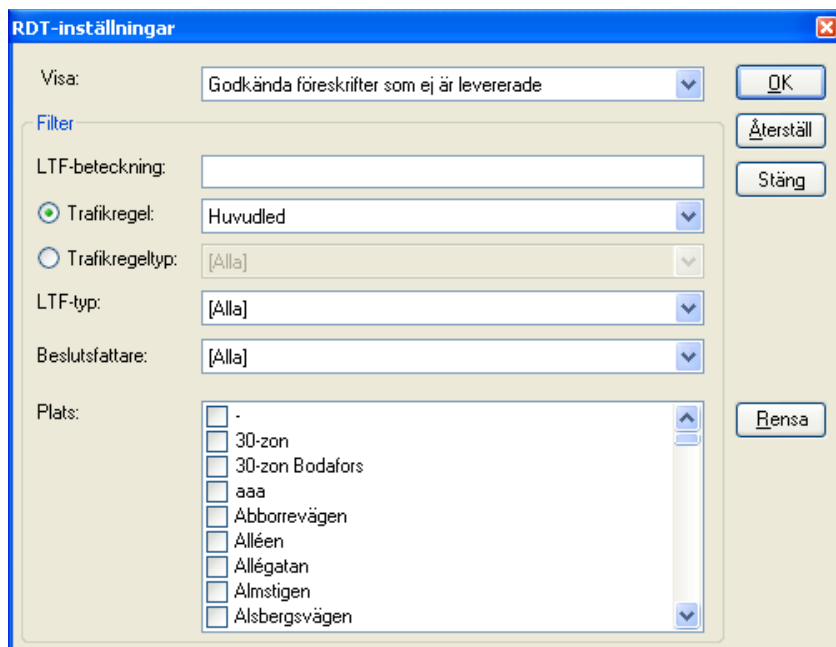 RDT-inställningar
Visa: Godkända föreskrifter som ej är levererade OK
Filter Återställ
LTF-beteckning: Stäng
Trafikregel: Huvudled
Trafikregeltyp: [Alla]
LTF-typ: [Alla]
Beslutsfattare: [Alla]
Plats: - Rensa
30-zon
30-zon Bodafors
aaa
Abborrevägen
Alléen
Allégatan
Almstigen
Alsbergsvägen